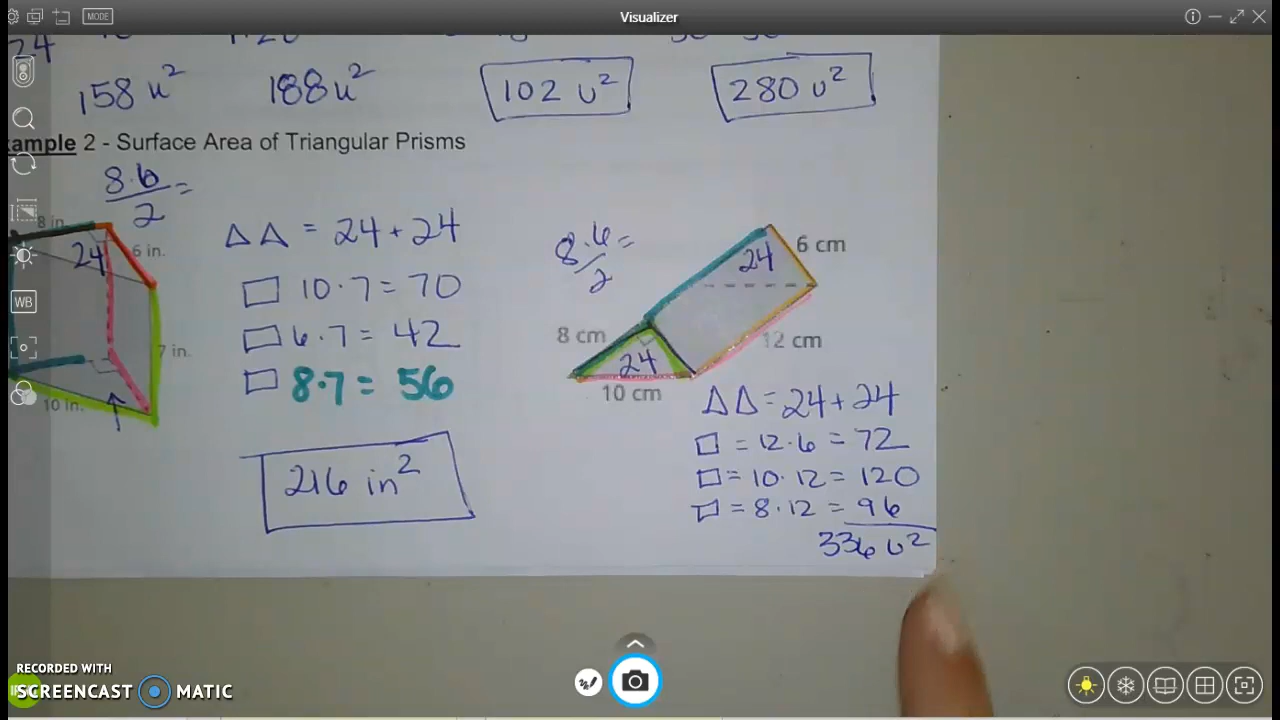 Visualizer
MODE
24
158 u²
188 u²
102 u²
280 u²
xample 2 - Surface Area of Triangular Prisms
8·6/2 =
8 in.
24
6 in.
7 in.
10 in.
△△ = 24 + 24
10·7 = 70
6·7 = 42
8·7 = 56
216 in²
8·6/2 =
24
6 cm
8 cm
24
12 cm
10 cm
△△ = 24 + 24
□ = 12·6 = 72
□ = 10·12 = 120
□ = 8·12 = 96
336 u²
WB
RECORDED WITH
SCREENCAST MATIC